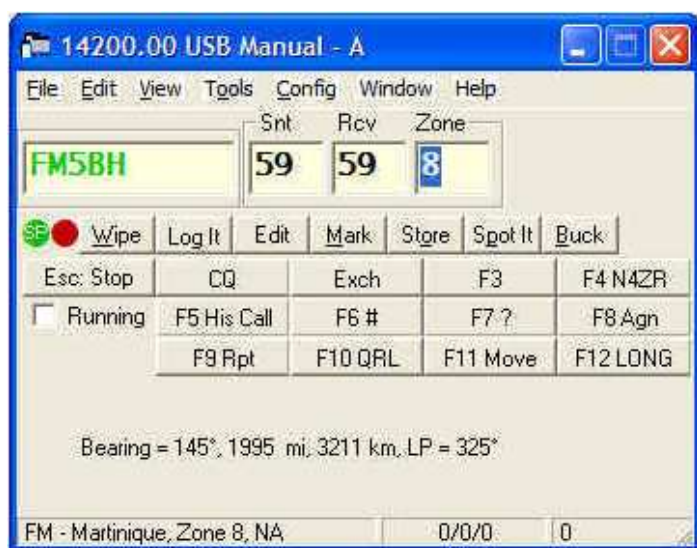 14200.00 USB Manual - A
File Edit View Tools Config Window Help
Snt Rcv Zone
FM5BH 59 59 8
Wipe Log It Edit Mark Store Spot It Buck
Esc: Stop CQ Exch F3 F4 N4ZR
Running F5 His Call F6 # F7 ? F8 Agn
F9 Rpt F10 QRL F11 Move F12 LONG
Bearing = 145°, 1995 mi, 3211 km, LP = 325°
FM - Martinique, Zone 8, NA 0/0/0 0